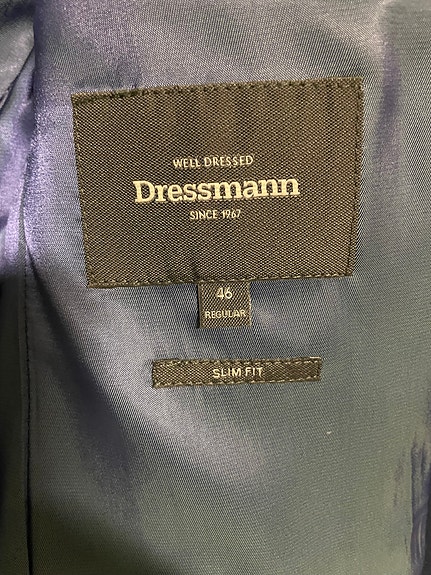 WELL DRESSED
Dressmann
SINCE 1967
46
REGULAR
SLIM FIT